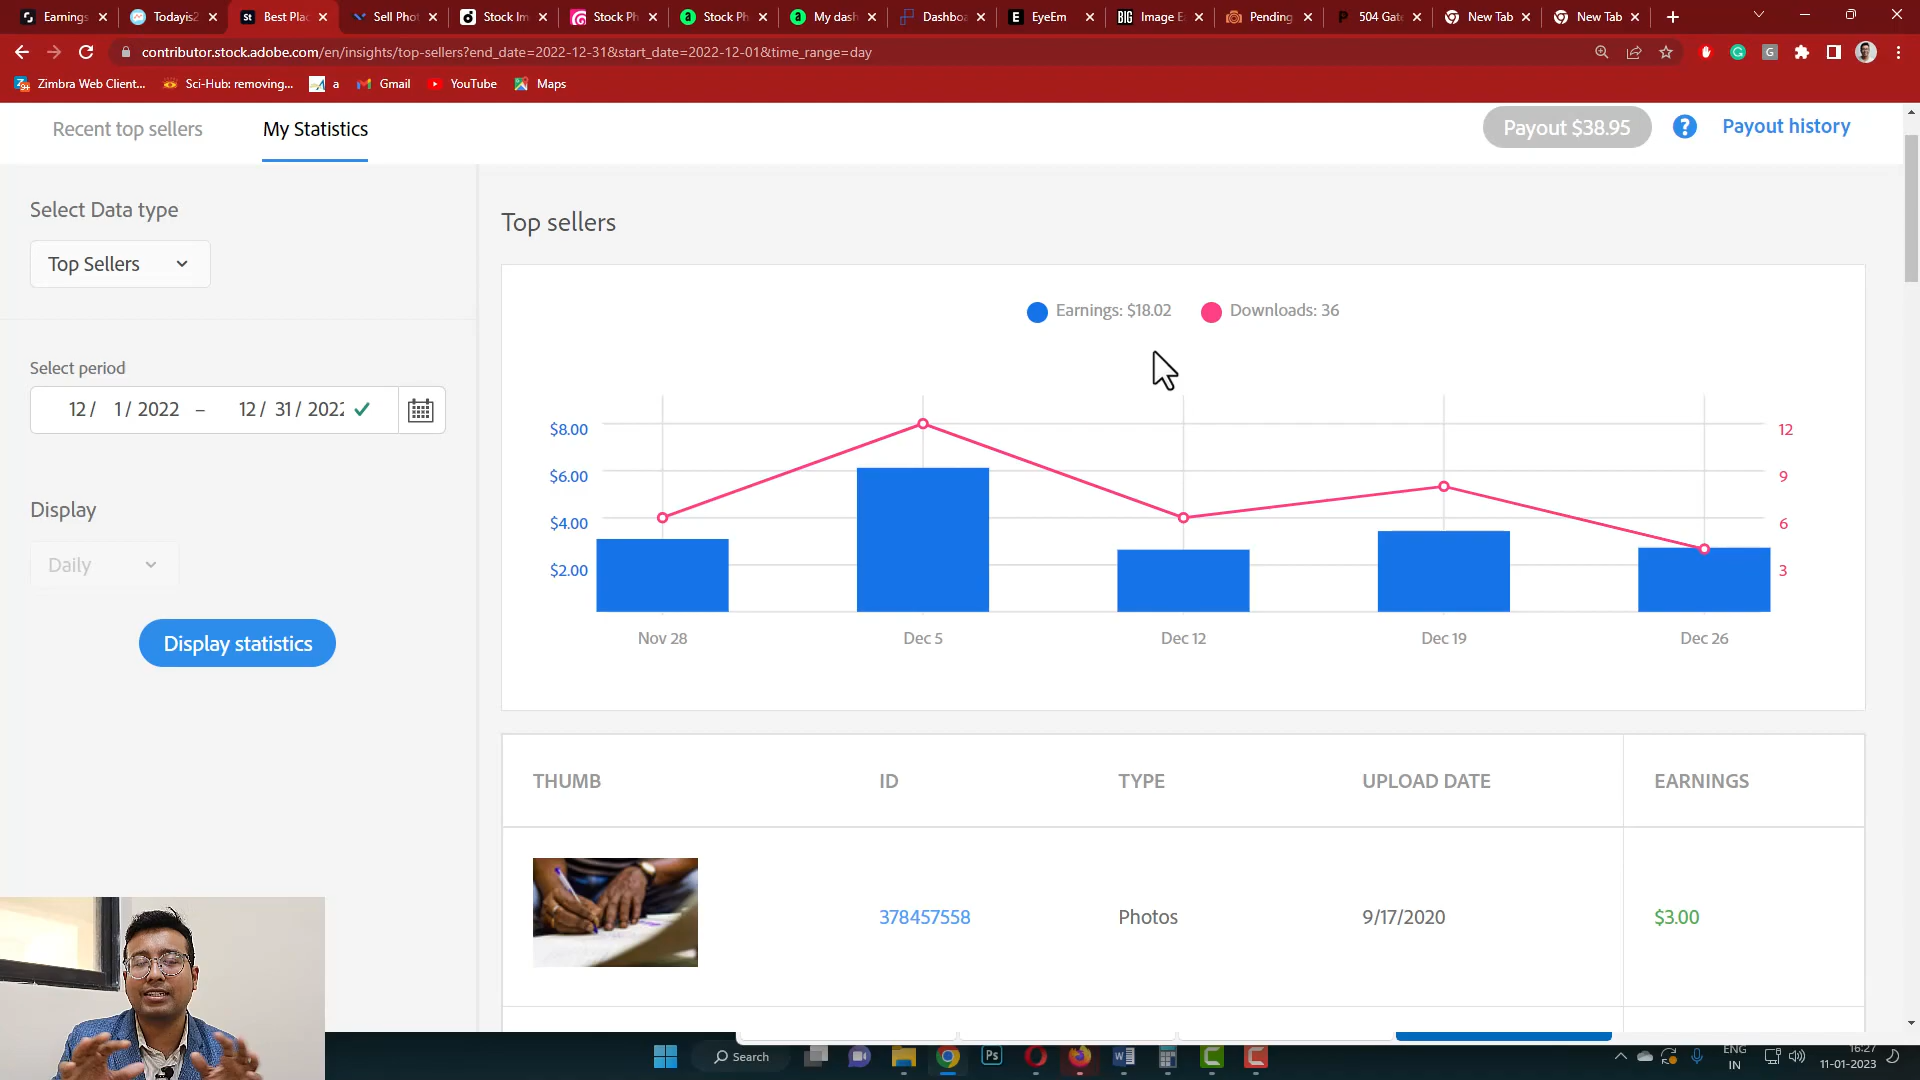 Earnings
Todayis2
St Best Plac
Sell Phot
Stock Im
Stock Ph
Stock Ph
My dash
Dashboa
E EyeEm
BIG Image E
Pending
504 Gate
New Tab
New Tab
contributor.stock.adobe.com/en/insights/top-sellers?end_date=2022-12-31&start_date=2022-12-01&time_range=day
Zimbra Web Client...
Sci-Hub: removing...
a
Gmail
YouTube
Maps
Recent top sellers
My Statistics
Payout $38.95
?
Payout history
Select Data type
Top Sellers
Select period
12 / 1 / 2022 – 12 / 31 / 2022
Display
Daily
Display statistics
Top sellers
Earnings: $18.02
Downloads: 36
$8.00
$6.00
$4.00
$2.00
12
9
6
3
Nov 28
Dec 5
Dec 12
Dec 19
Dec 26
THUMB ID TYPE UPLOAD DATE EARNINGS
378457558 Photos 9/17/2020 $3.00
Search
Ps
ENG
IN
16:27
11-01-2023